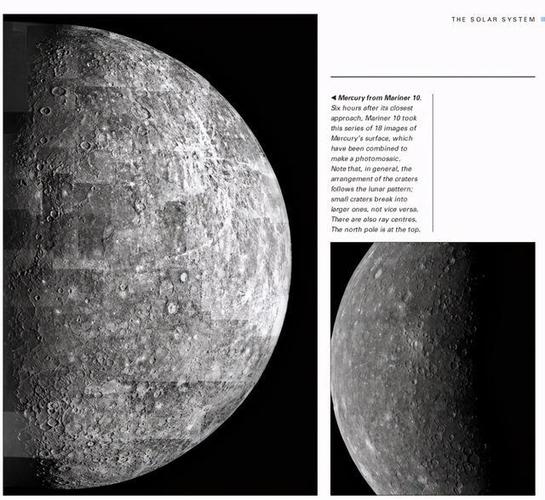 THE SOLAR SYSTEM
◀ Mercury from Mariner 10.
Six hours after its closest
approach, Mariner 10 took
this series of 18 images of
Mercury's surface, which
have been combined to
make a photomosaic.
Note that, in general, the
arrangement of the craters
follows the lunar pattern;
small craters break into
larger ones, not vice versa.
There are also ray centres.
The north pole is at the top.